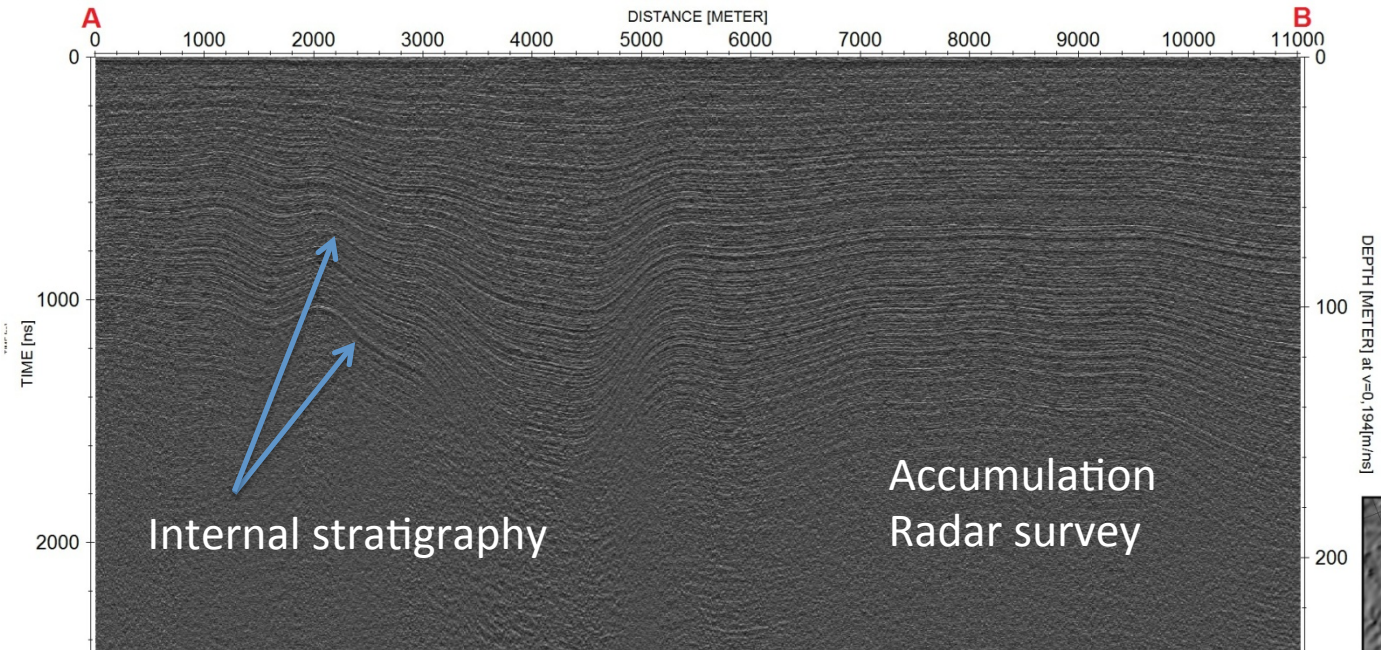 A
DISTANCE [METER]
B
0 1000 2000 3000 4000 5000 6000 7000 8000 9000 10000 11000
0
1000
2000
TIME [ns]
0
100
200
DEPTH [METER] at v=0,194[m/ns]
Internal stratigraphy
Accumulation
Radar survey